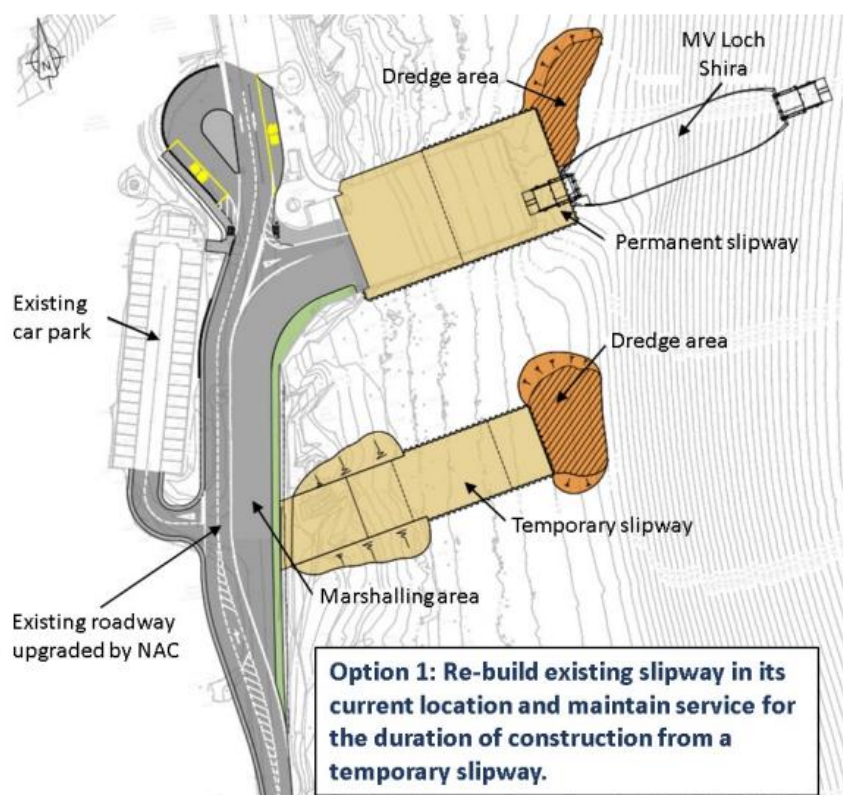 N
MV Loch
Shira
Dredge area
Permanent slipway
Existing
car park
Dredge area
Temporary slipway
Marshalling area
Existing roadway
upgraded by NAC
Option 1: Re-build existing slipway in its
current location and maintain service for
the duration of construction from a
temporary slipway.